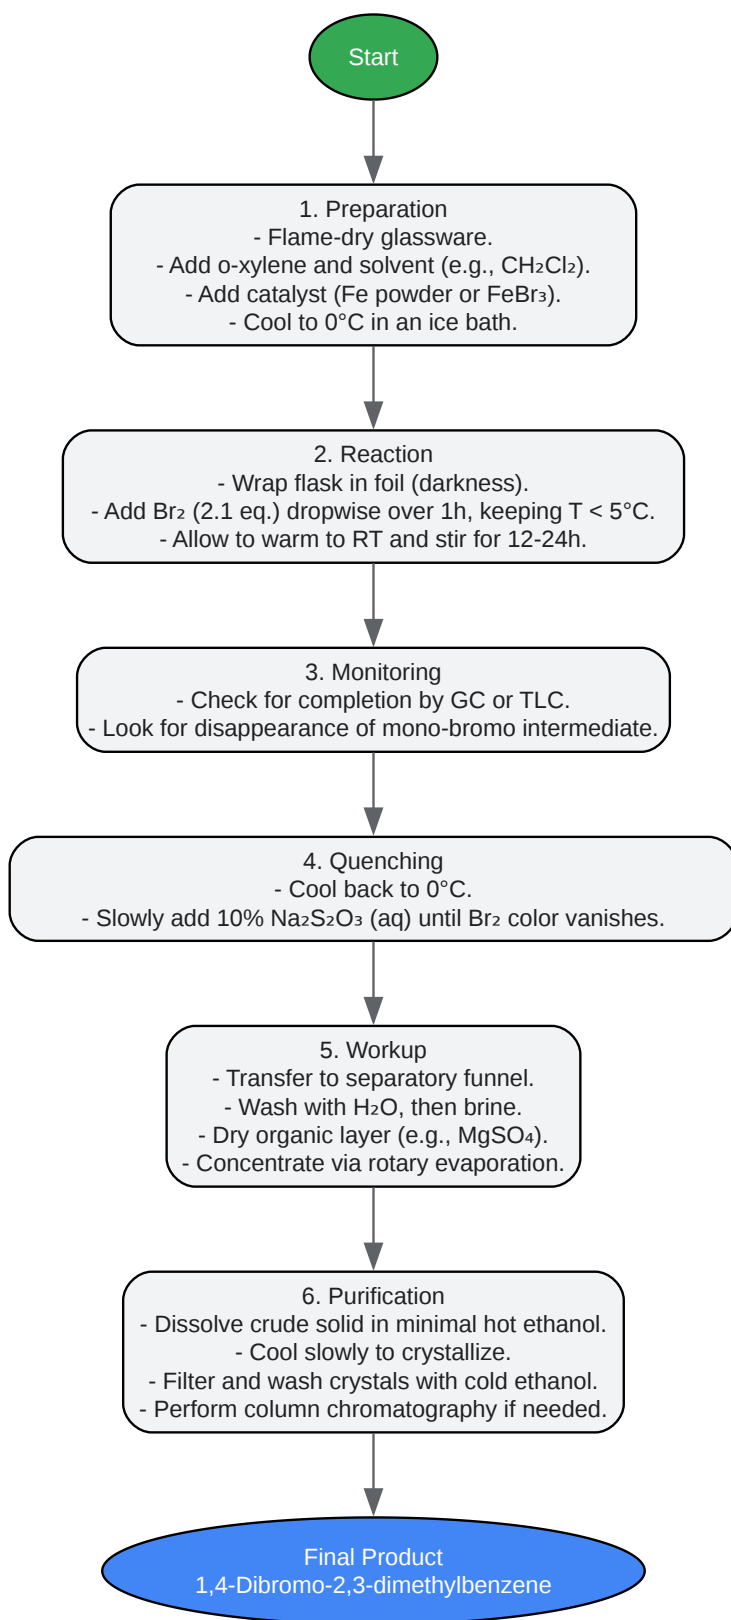 Start
1. Preparation
- Flame-dry glassware.
- Add o-xylene and solvent (e.g., CH₂Cl₂).
- Add catalyst (Fe powder or FeBr₃).
- Cool to 0°C in an ice bath.
2. Reaction
- Wrap flask in foil (darkness).
- Add Br₂ (2.1 eq.) dropwise over 1h, keeping T < 5°C.
- Allow to warm to RT and stir for 12-24h.
3. Monitoring
- Check for completion by GC or TLC.
- Look for disappearance of mono-bromo intermediate.
4. Quenching
- Cool back to 0°C.
- Slowly add 10% Na₂S₂O₃ (aq) until Br₂ color vanishes.
5. Workup
- Transfer to separatory funnel.
- Wash with H₂O, then brine.
- Dry organic layer (e.g., MgSO₄).
- Concentrate via rotary evaporation.
6. Purification
- Dissolve crude solid in minimal hot ethanol.
- Cool slowly to crystallize.
- Filter and wash crystals with cold ethanol.
- Perform column chromatography if needed.
Final Product
1,4-Dibromo-2,3-dimethylbenzene